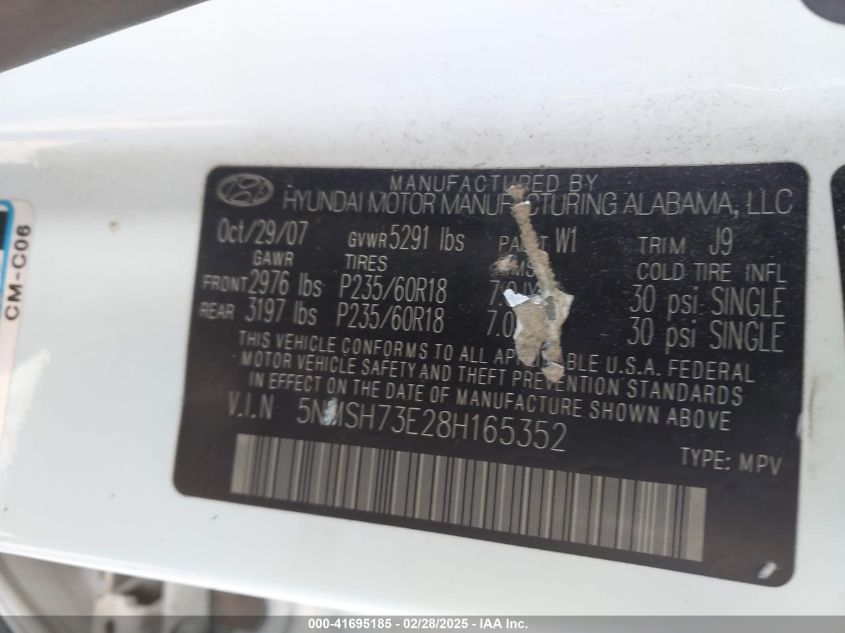 MANUFACTURED BY
HYUNDAI MOTOR MANUFACTURING ALABAMA, LLC
Oct/29/07 GVWR 5291 lbs PAINT W1 TRIM J9
GAWR TIRES RIMS COLD TIRE INFL
FRONT 2976 lbs P235/60R18 30 psi SINGLE
REAR 3197 lbs P235/60R18 30 psi SINGLE
THIS VEHICLE CONFORMS TO ALL APPLICABLE U.S.A. FEDERAL
MOTOR VEHICLE SAFETY AND THEFT PREVENTION STANDARDS
IN EFFECT ON THE DATE OF MANUFACTURE SHOWN ABOVE
V.I.N 5NMSH73E28H165352
TYPE: MPV
CM-C06
000-41695185 - 02/28/2025 - IAA Inc.